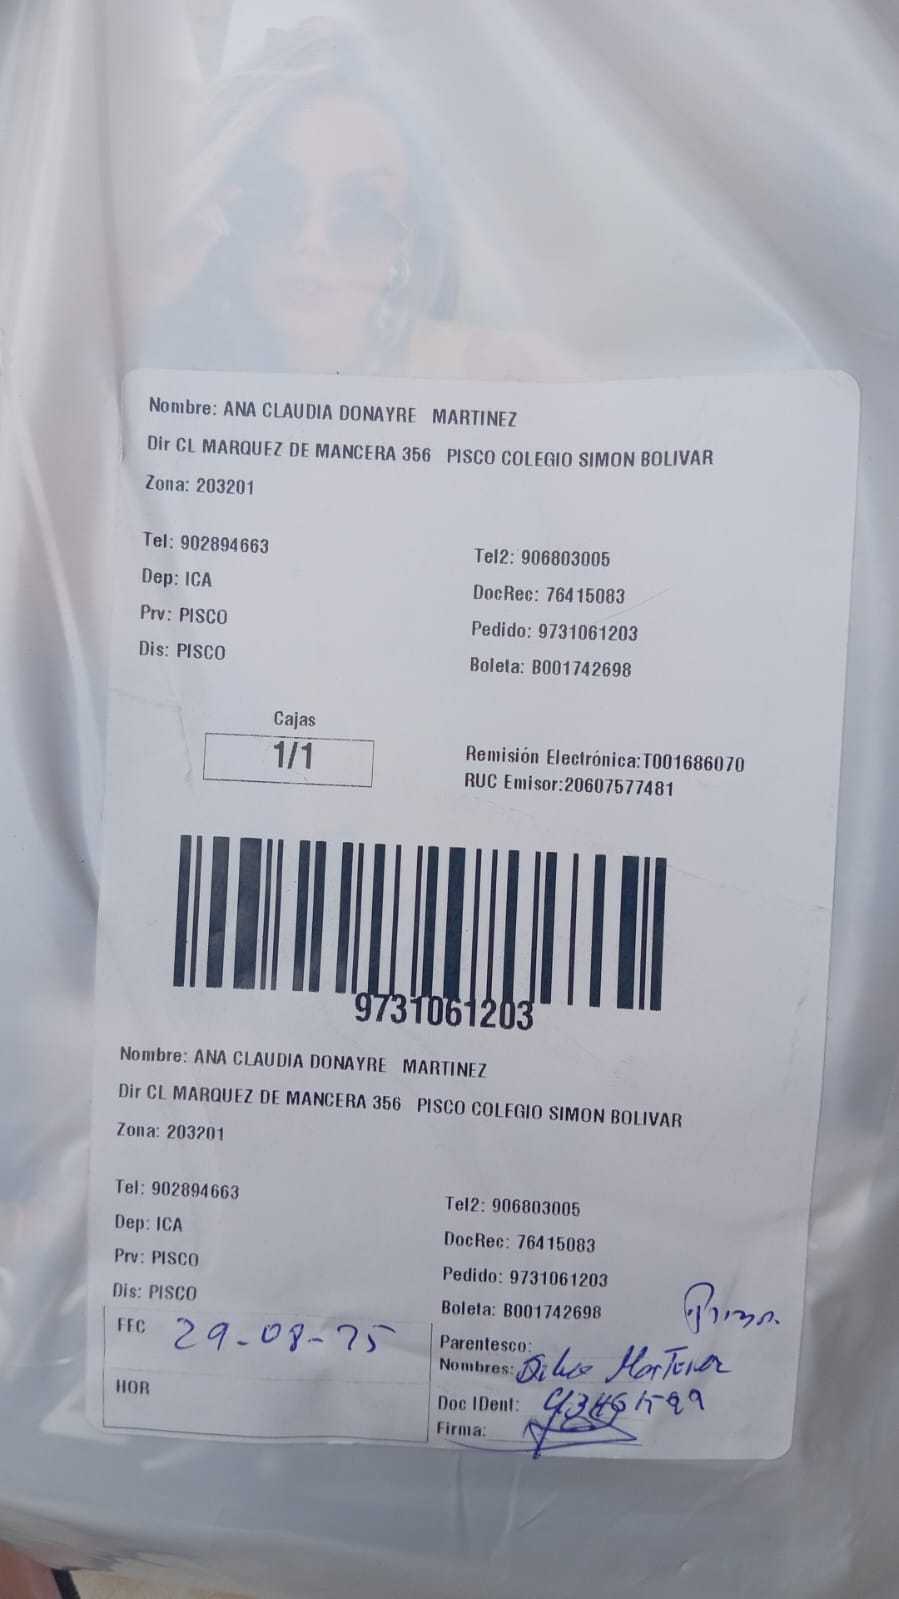 Nombre: ANA CLAUDIA DONAYRE MARTINEZ
Dir CL MARQUEZ DE MANCERA 356 PISCO COLEGIO SIMON BOLIVAR
Zona: 203201
Tel: 902894663 Tel2: 906803005
Dep: ICA DocRec: 76415083
Prv: PISCO Pedido: 9731061203
Dis: PISCO Boleta: B001742698
Cajas
1/1
Remisión Electrónica:T001686070
RUC Emisor:20607577481
9731061203
Nombre: ANA CLAUDIA DONAYRE MARTINEZ
Dir CL MARQUEZ DE MANCERA 356 PISCO COLEGIO SIMON BOLIVAR
Zona: 203201
Tel: 902894663 Tel2: 906803005
Dep: ICA DocRec: 76415083
Prv: PISCO Pedido: 9731061203
Dis: PISCO Boleta: B001742698
FEC 29-08-25 Parentesco:
Nombres:
HOR Doc IDent:
Firma: